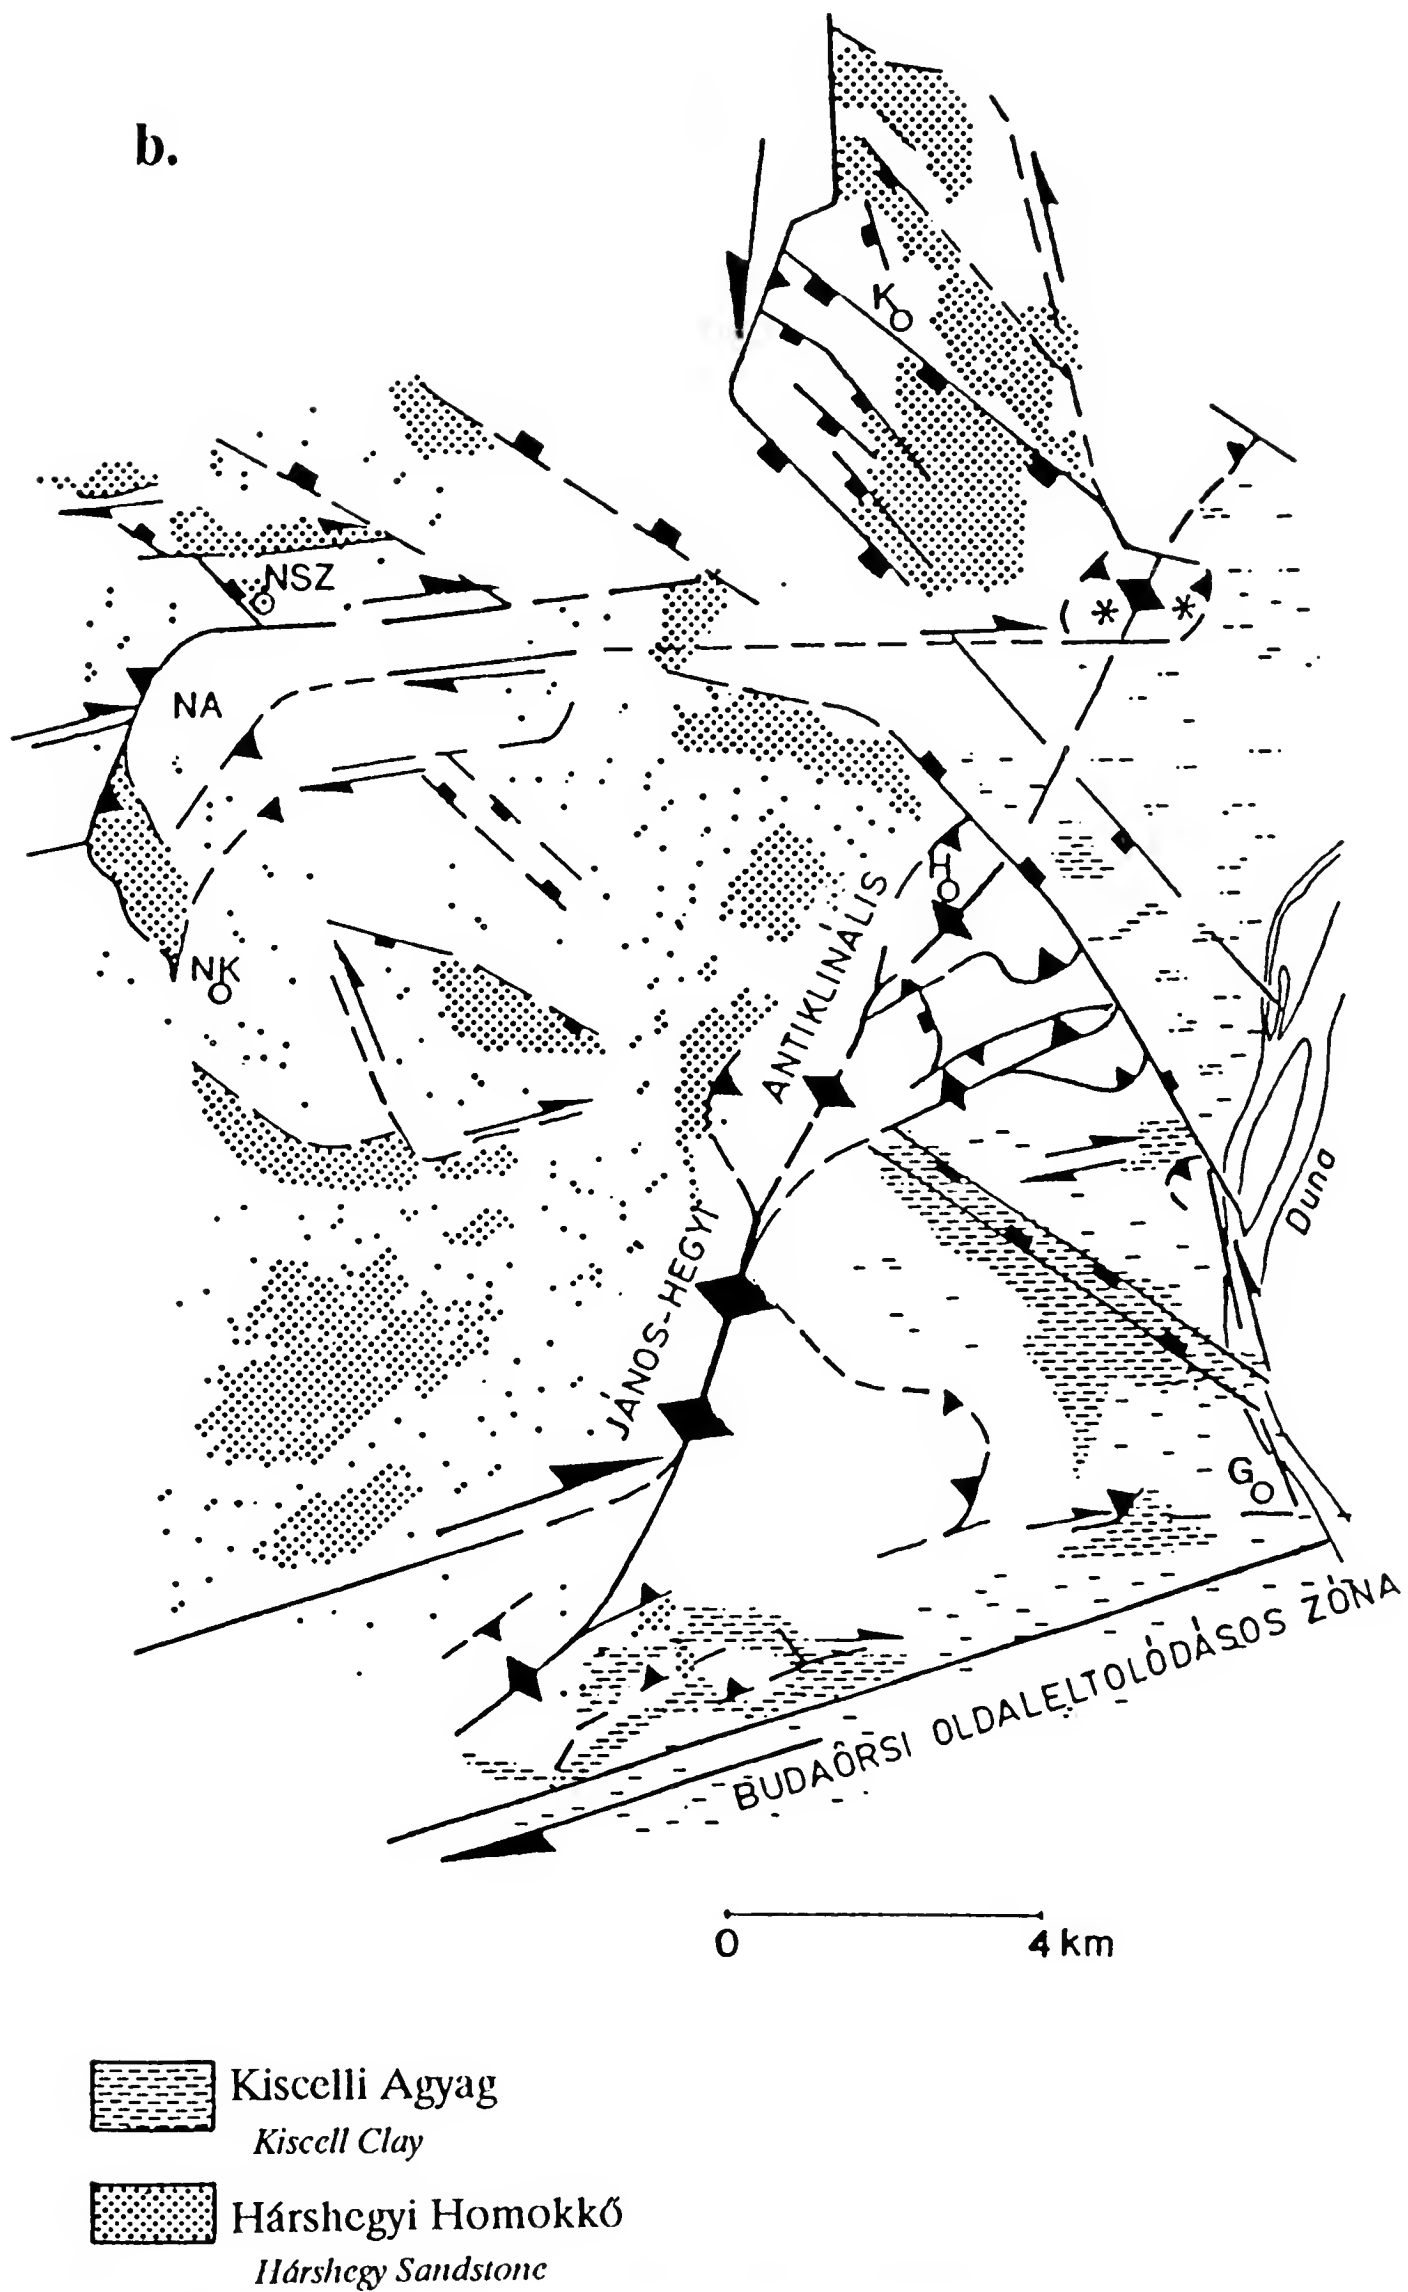 b.
K
NSZ
NA
H
NK
ANTIKLINÁLIS
JÁNOS-HEGYI
Duna
G
BUDAÖRSI OLDALELTOLÓDÁSOS ZÓNA
0 4 km
Kiscelli Agyag
Kiscell Clay
Hárshegyi Homokkő
Hárshegy Sandstone